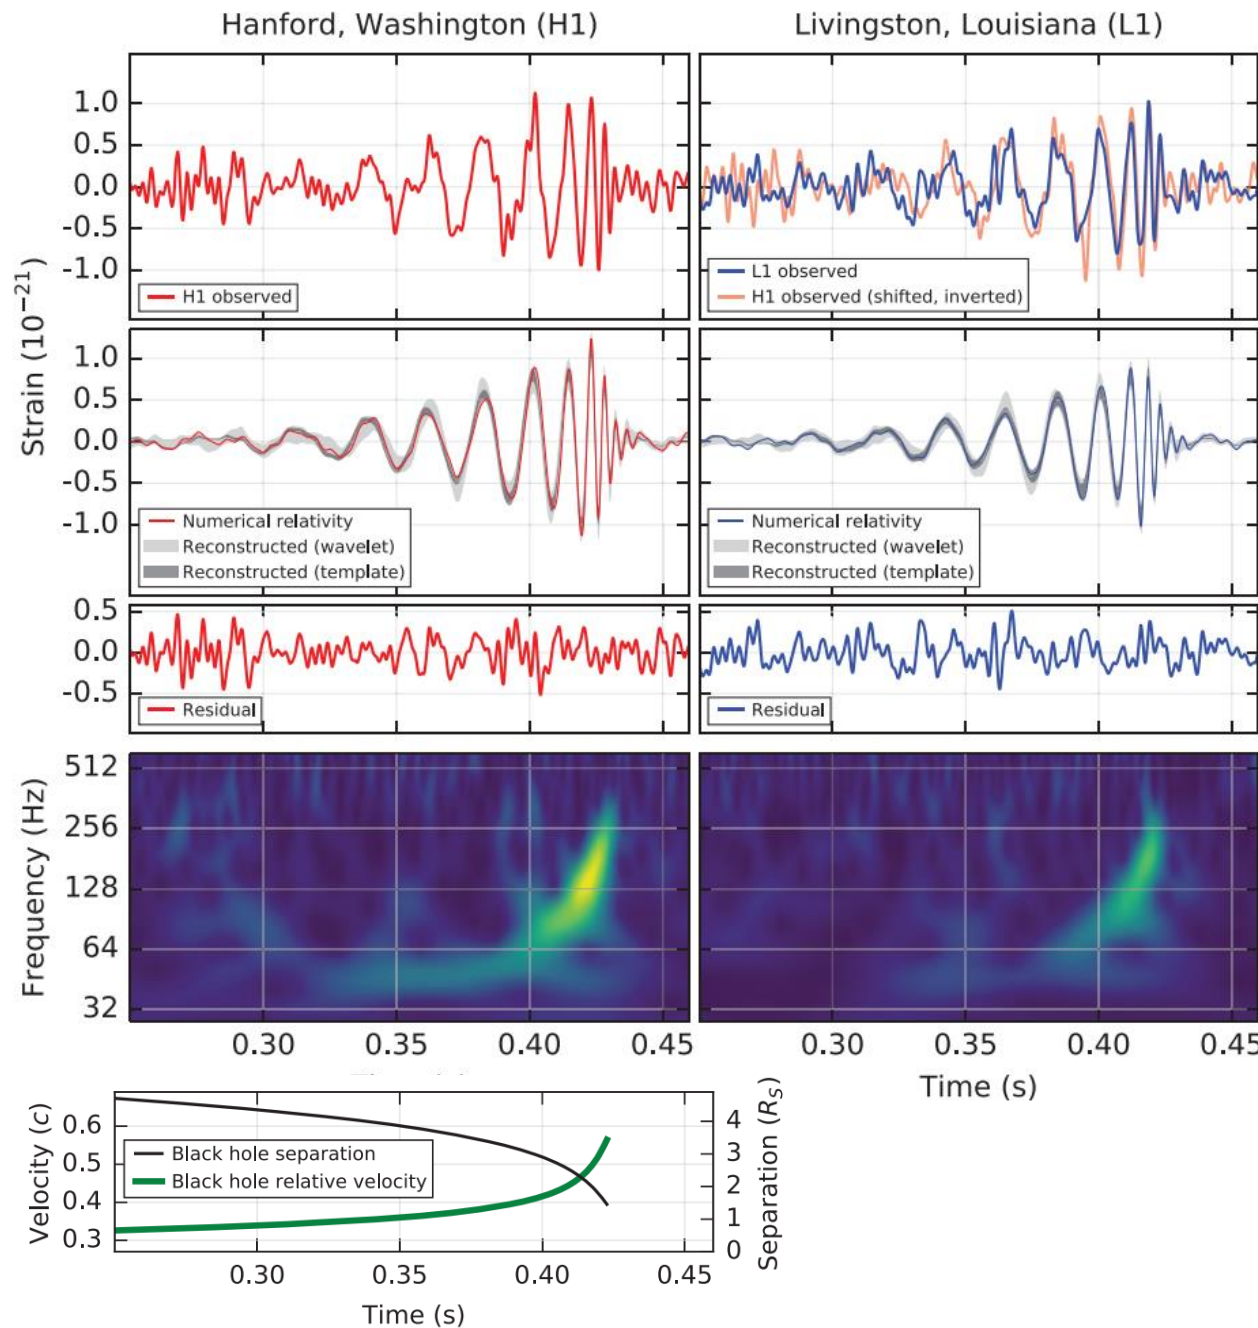 Hanford, Washington (H1)
Livingston, Louisiana (L1)
Strain (10⁻²¹)
1.0
0.5
0.0
-0.5
-1.0
H1 observed
L1 observed
H1 observed (shifted, inverted)
1.0
0.5
0.0
-0.5
-1.0
Numerical relativity
Reconstructed (wavelet)
Reconstructed (template)
Numerical relativity
Reconstructed (wavelet)
Reconstructed (template)
0.5
0.0
-0.5
Residual
Residual
Frequency (Hz)
512
256
128
64
32
0.30 0.35 0.40 0.45
0.30 0.35 0.40 0.45
Time (s)
Velocity (c)
0.6
0.5
0.4
0.3
Black hole separation
Black hole relative velocity
4
3
2
1
0
Separation (R_S)
0.30 0.35 0.40 0.45
Time (s)